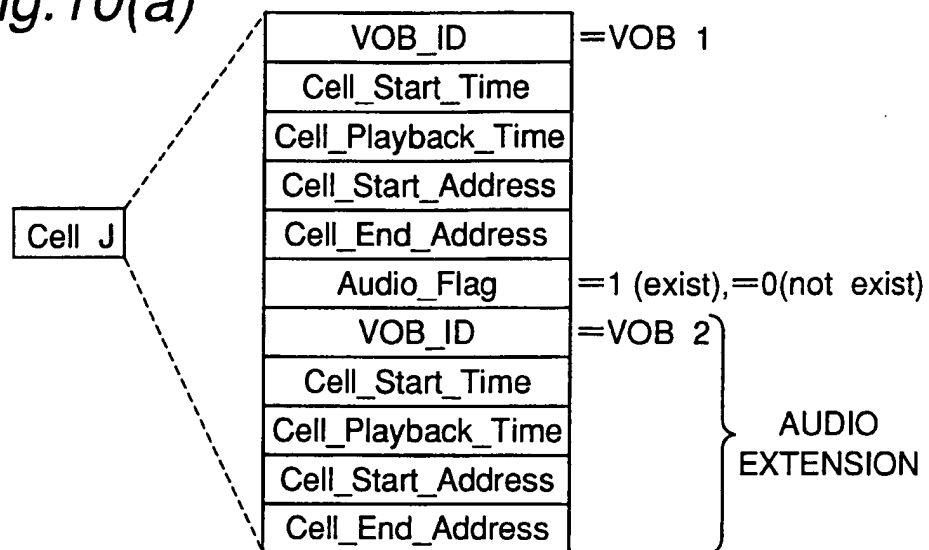 ig. 10(a)
VOB_ID =VOB 1
Cell_Start_Time
Cell_Playback_Time
Cell_Start_Address
Cell J
Cell_End_Address
Audio_Flag =1 (exist),=0(not exist)
VOB_ID =VOB 2
Cell_Start_Time
Cell_Playback_Time
AUDIO
EXTENSION
Cell_Start_Address
Cell_End_Address